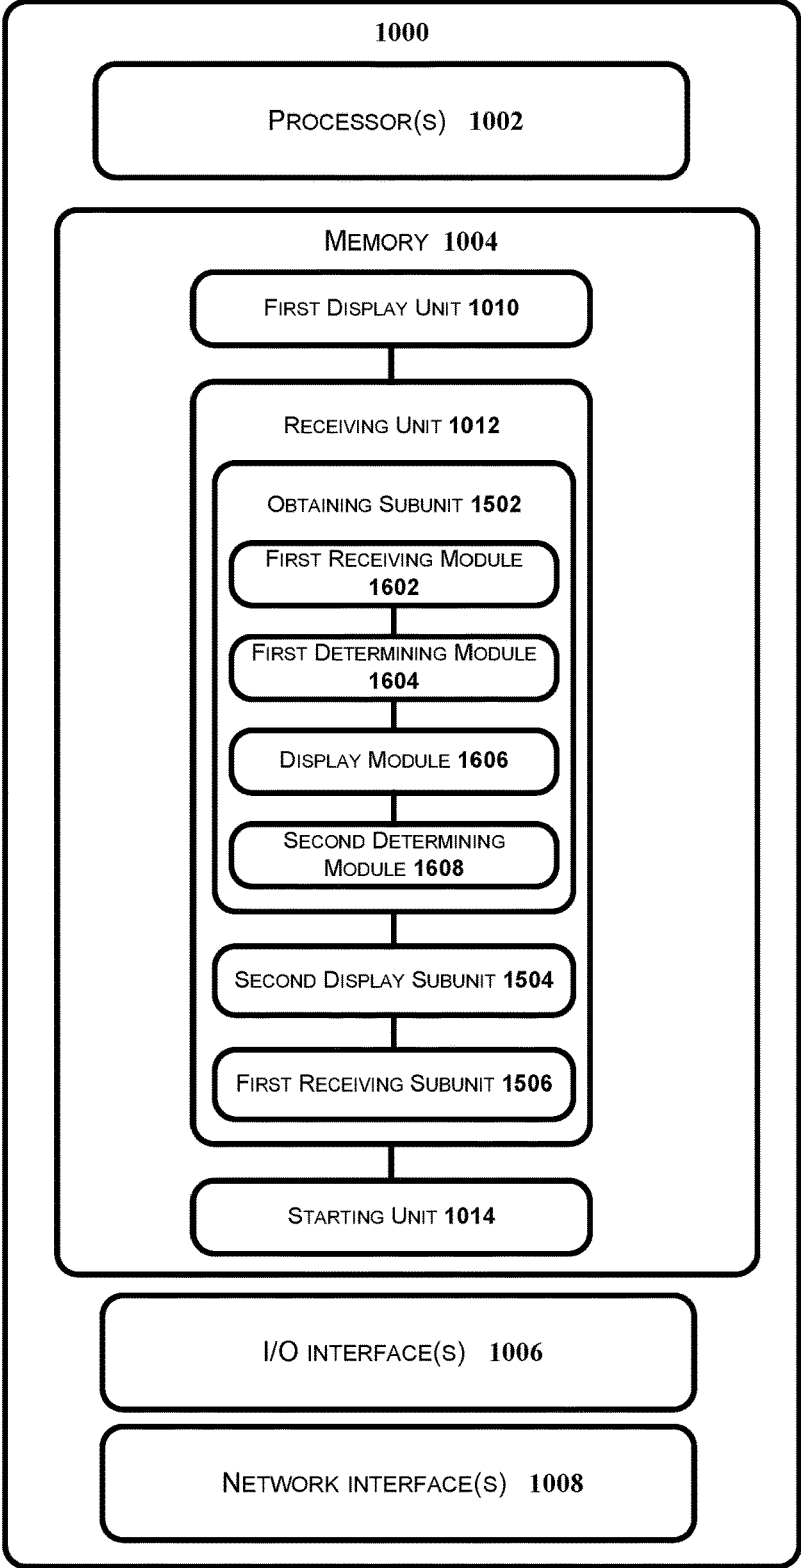 1000
PROCESSOR(S) 1002
MEMORY 1004
FIRST DISPLAY UNIT 1010
RECEIVING UNIT 1012
OBTAINING SUBUNIT 1502
FIRST RECEIVING MODULE
1602
FIRST DETERMINING MODULE
1604
DISPLAY MODULE 1606
SECOND DETERMINING
MODULE 1608
SECOND DISPLAY SUBUNIT 1504
FIRST RECEIVING SUBUNIT 1506
STARTING UNIT 1014
I/O INTERFACE(S) 1006
NETWORK INTERFACE(S) 1008